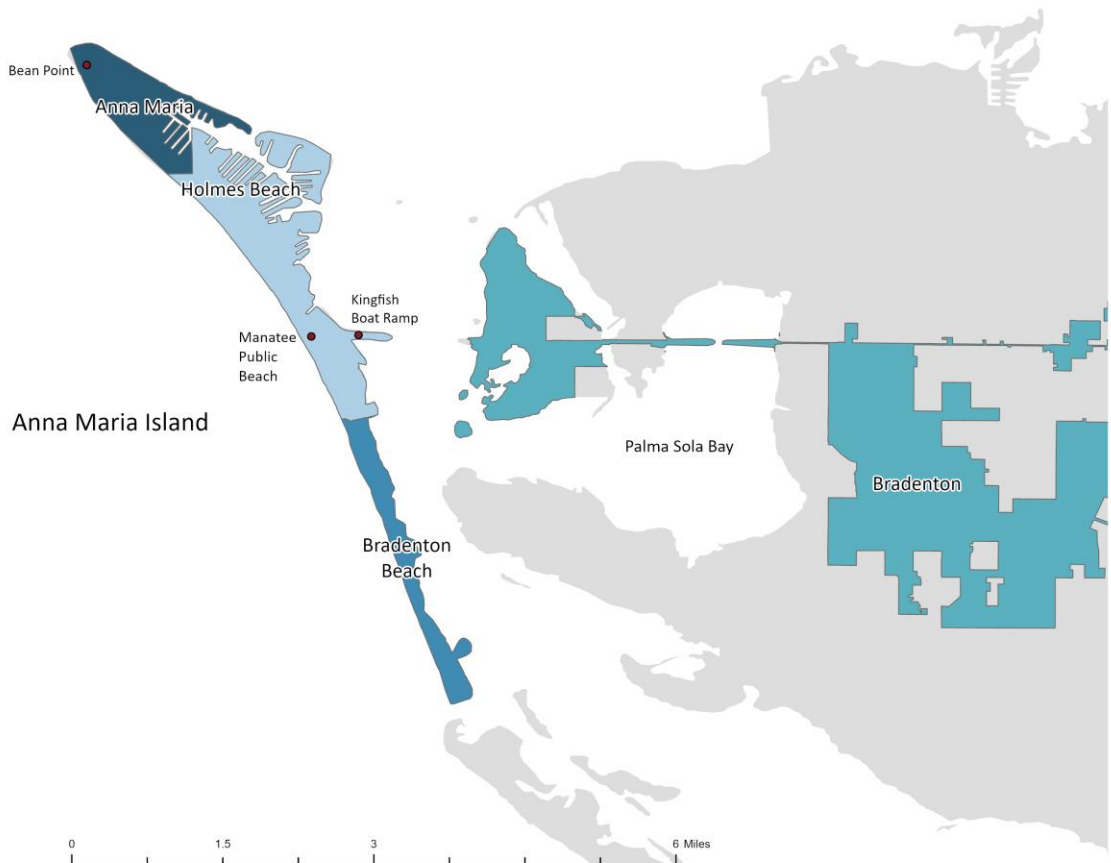 Bean Point
Anna Maria
Holmes Beach
Kingfish
Boat Ramp
Manatee
Public
Beach
Anna Maria Island
Palma Sola Bay
Bradenton
Bradenton
Beach
0
1.5
3
6 Miles